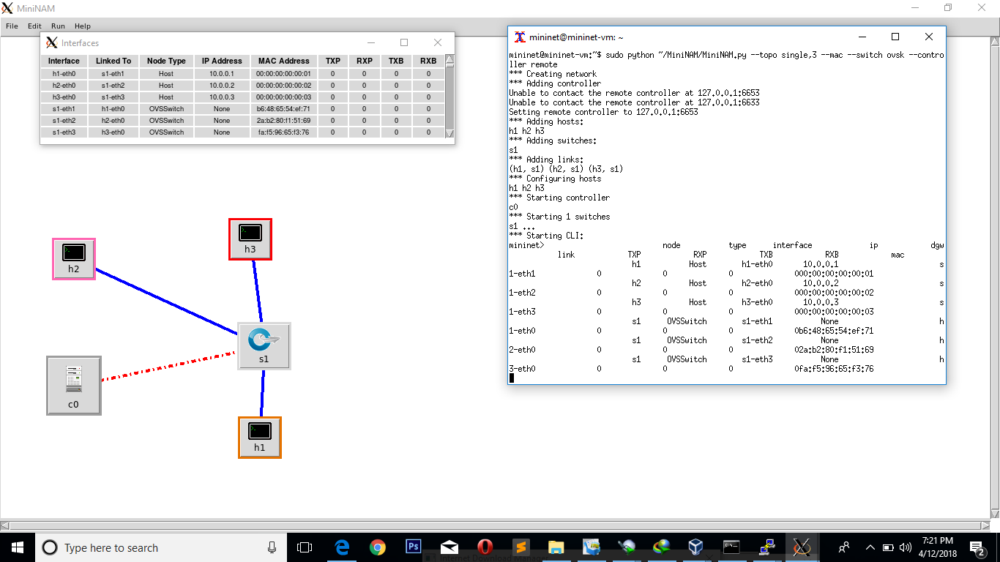 MiniNAM
File Edit Run Help
Interfaces
Interface Linked To Node Type IP Address MAC Address TXP RXP TXB RXB
h1-eth0 s1-eth1 Host 10.0.0.1 00:00:00:00:00:01 0 0 0 0
h2-eth0 s1-eth2 Host 10.0.0.2 00:00:00:00:00:02 0 0 0 0
h3-eth0 s1-eth3 Host 10.0.0.3 00:00:00:00:00:03 0 0 0 0
s1-eth1 h1-eth0 OVSSwitch None b6:48:65:54:ef:71 0 0 0 0
s1-eth2 h2-eth0 OVSSwitch None 2a:b2:80:f1:51:69 0 0 0 0
s1-eth3 h3-eth0 OVSSwitch None fa:f5:96:65:f3:76 0 0 0 0
h3
h2
s1
c0
h1
mininet@mininet-vm: ~
mininet@mininet-vm:~$ sudo python ~/MiniNAM/MiniNAM.py --topo single,3 --mac --switch ovsk --contro
ller remote
*** Creating network
*** Adding controller
Unable to contact the remote controller at 127.0.0.1:6653
Unable to contact the remote controller at 127.0.0.1:6633
Setting remote controller to 127.0.0.1:6653
*** Adding hosts:
h1 h2 h3
*** Adding switches:
s1
*** Adding links:
(h1, s1) (h2, s1) (h3, s1)
*** Configuring hosts
h1 h2 h3
*** Starting controller
c0
*** Starting 1 switches
s1 ...
*** Starting CLI:
mininet> node type interface ip dgw
link TXP RXP TXB RXB mac
h1 Host h1-eth0 10.0.0.1 s
1-eth1 0 0 0 000:00:00:00:00:01
h2 Host h2-eth0 10.0.0.2 s
1-eth2 0 0 0 000:00:00:00:00:02
h3 Host h3-eth0 10.0.0.3 s
1-eth3 0 0 0 000:00:00:00:00:03
s1 OVSSwitch s1-eth1 None h
1-eth0 0 0 0 0b6:48:65:54:ef:71
s1 OVSSwitch s1-eth2 None h
2-eth0 0 0 0 02a:b2:80:f1:51:69
s1 OVSSwitch s1-eth3 None h
3-eth0 0 0 0 0fa:f5:96:65:f3:76
Type here to search
Ps
7:21 PM
4/12/2018
2
Internet Download Manager